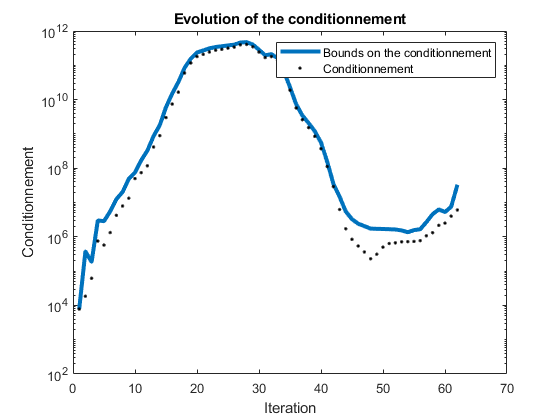 Evolution of the conditionnement
Bounds on the conditionnement
Conditionnement
Conditionnement
10^12
10^10
10^8
10^6
10^4
10^2
0 10 20 30 40 50 60 70
Iteration